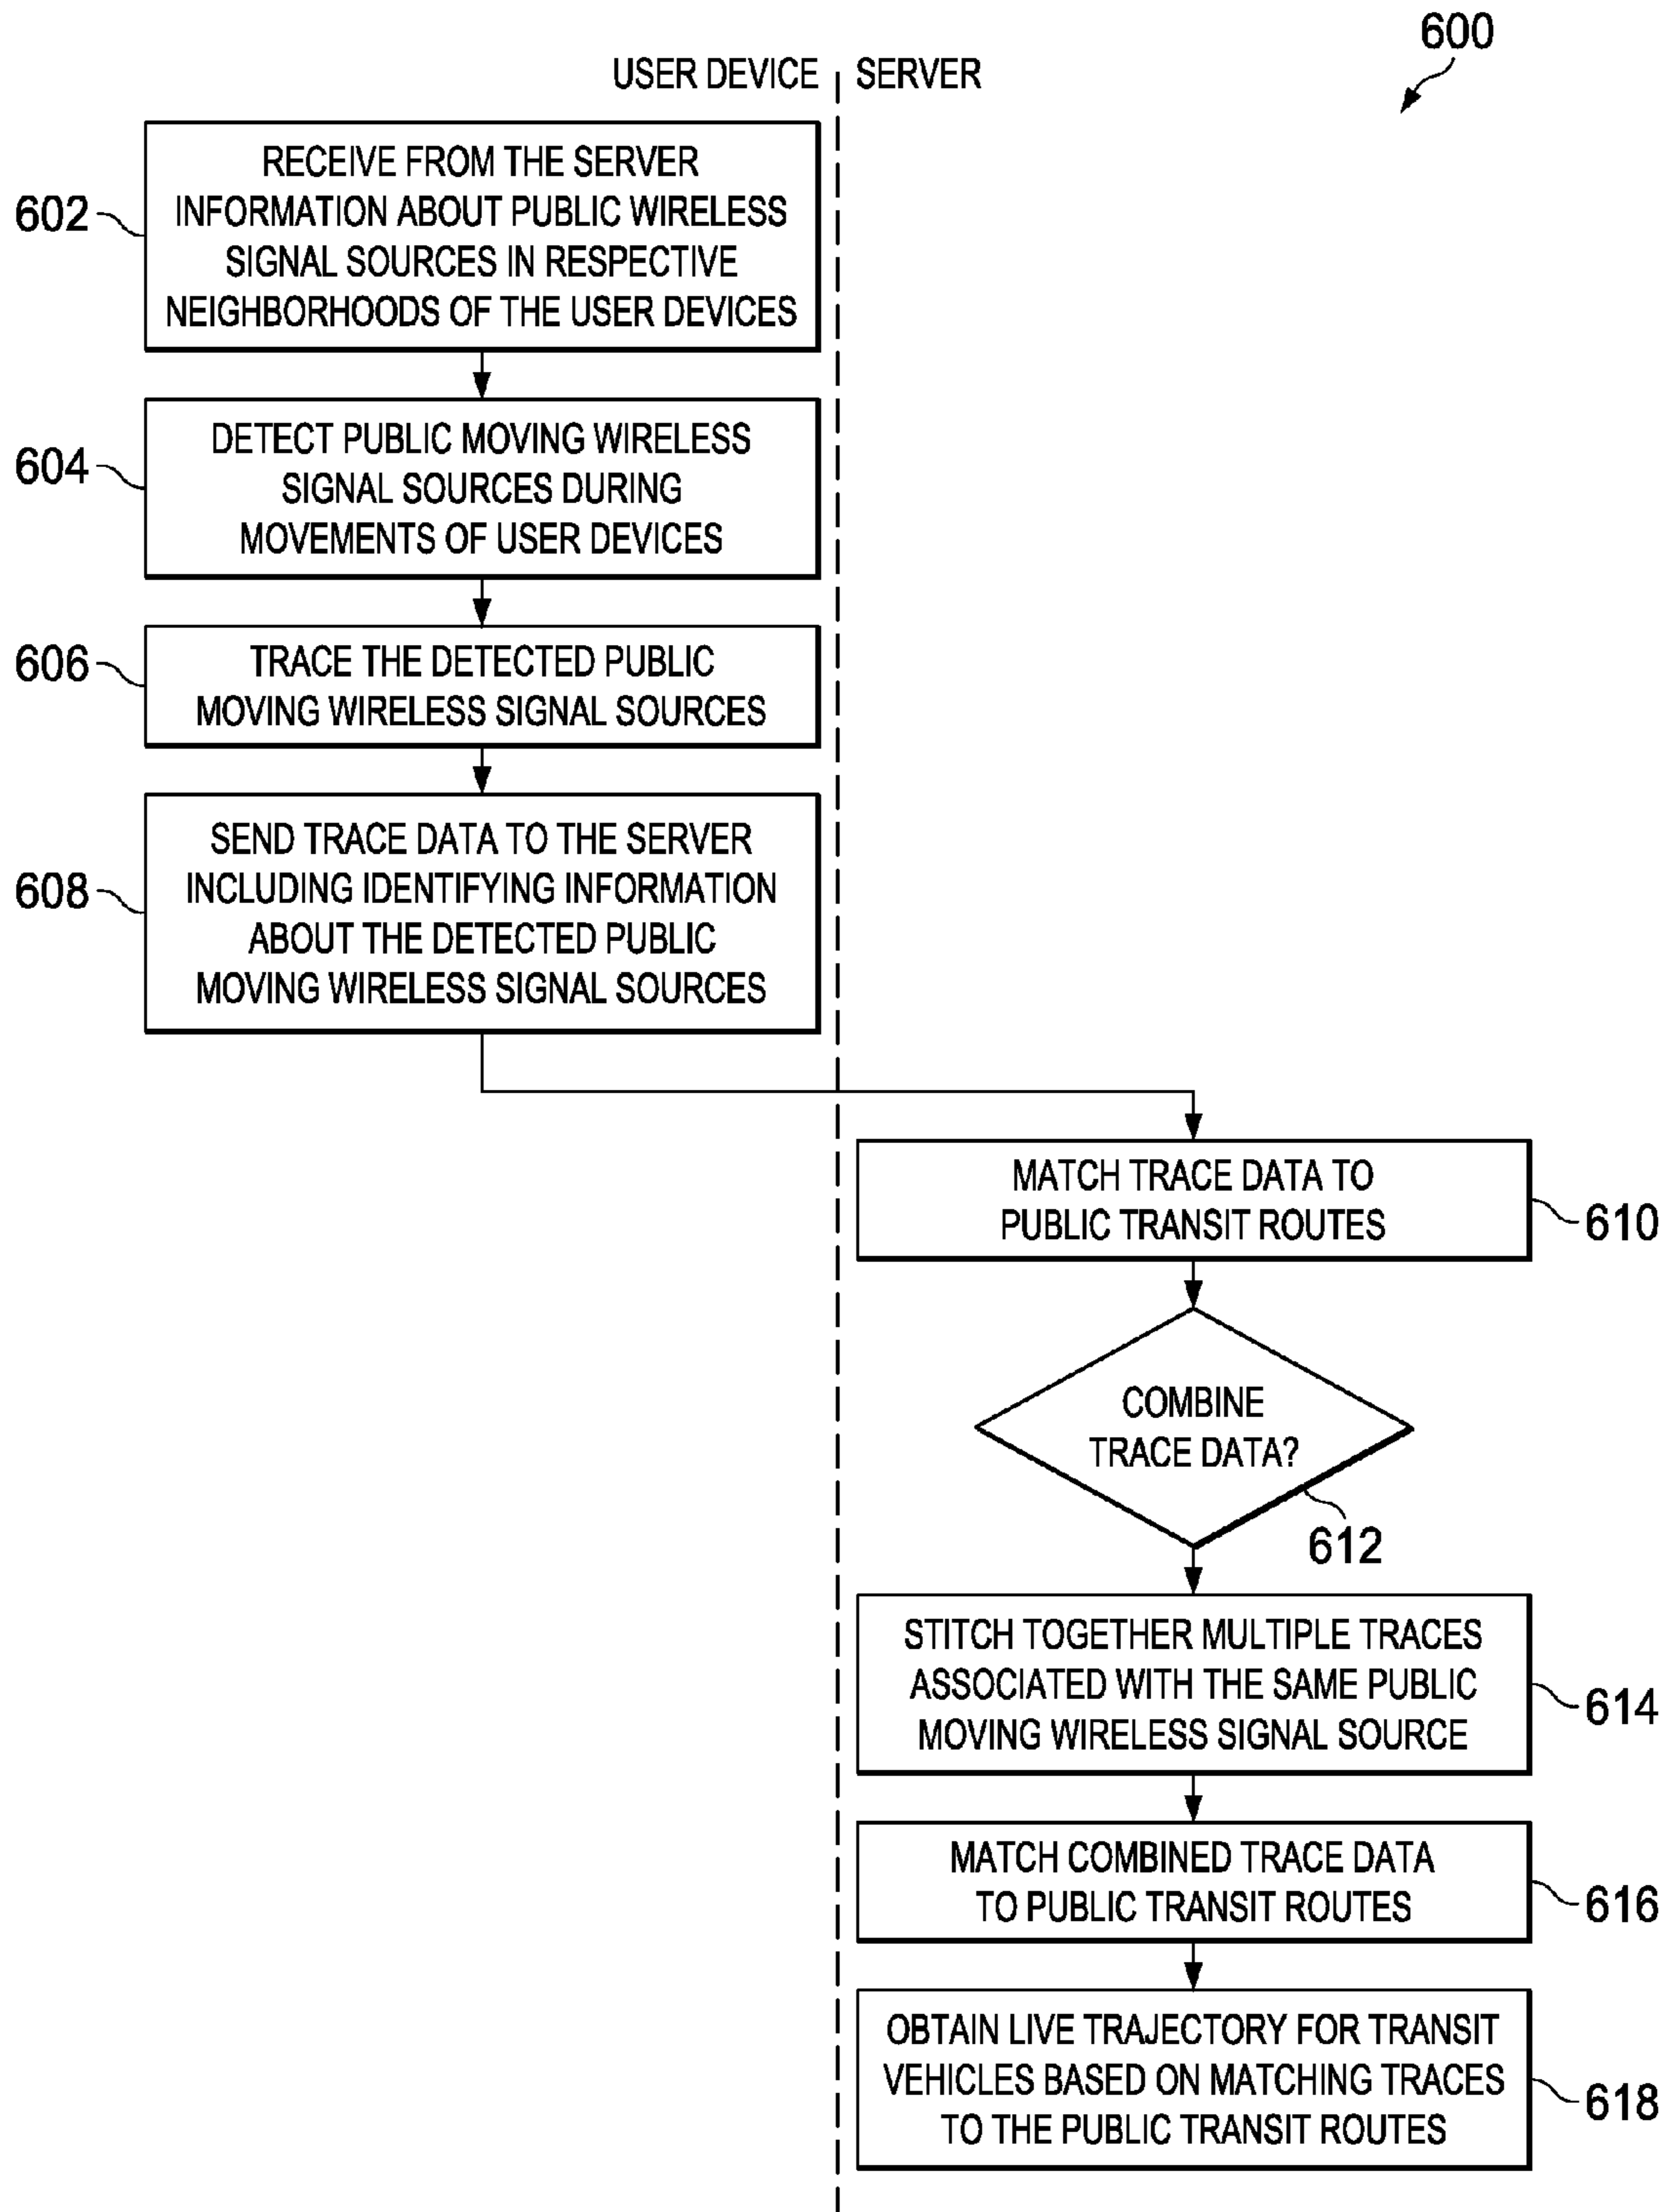 600
USER DEVICE
SERVER
602
RECEIVE FROM THE SERVER
INFORMATION ABOUT PUBLIC WIRELESS
SIGNAL SOURCES IN RESPECTIVE
NEIGHBORHOODS OF THE USER DEVICES
604
DETECT PUBLIC MOVING WIRELESS
SIGNAL SOURCES DURING
MOVEMENTS OF USER DEVICES
606
TRACE THE DETECTED PUBLIC
MOVING WIRELESS SIGNAL SOURCES
608
SEND TRACE DATA TO THE SERVER
INCLUDING IDENTIFYING INFORMATION
ABOUT THE DETECTED PUBLIC
MOVING WIRELESS SIGNAL SOURCES
MATCH TRACE DATA TO
PUBLIC TRANSIT ROUTES
610
COMBINE
TRACE DATA?
612
STITCH TOGETHER MULTIPLE TRACES
ASSOCIATED WITH THE SAME PUBLIC
MOVING WIRELESS SIGNAL SOURCE
614
MATCH COMBINED TRACE DATA
TO PUBLIC TRANSIT ROUTES
616
OBTAIN LIVE TRAJECTORY FOR TRANSIT
VEHICLES BASED ON MATCHING TRACES
TO THE PUBLIC TRANSIT ROUTES
618